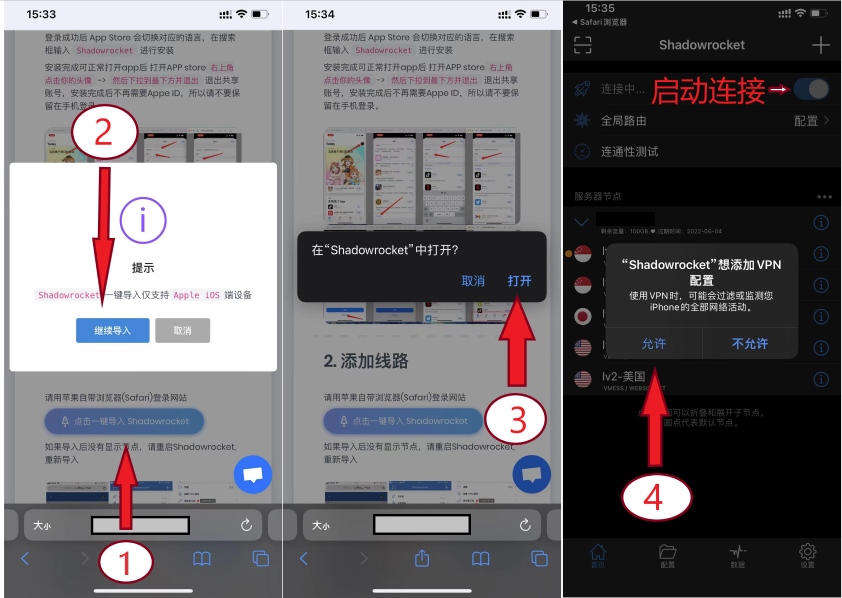 15:33
登录成功后 App Store 会切换对应的语言，在搜索
框输入 Shadowrocket 进行安装
安装完成可正常打开app后 打开APP store 右上角
点击你的头像 -> 然后下拉到最下方并退出 退出共享
账号，安装完成后不再需要Appe ID，所以请不要保
留在手机登录。
2
提示
Shadowrocket 一键导入仅支持 Apple iOS 端设备
继续导入
取消
请用苹果自带浏览器(Safari)登录网站
点击一键导入 Shadowrocket
如果导入后没有显示节点，请重启Shadowrocket,
重新导入
大小
1
15:34
登录成功后 App Store 会切换对应的语言，在搜索
框输入 Shadowrocket 进行安装
安装完成可正常打开app后 打开APP store 右上角
点击你的头像 -> 然后下拉到最下方并退出 退出共享
账号，安装完成后不再需要Appe ID，所以请不要保
留在手机登录。
在“Shadowrocket”中打开?
取消
打开
2. 添加线路
请用苹果自带浏览器(Safari)登录网站
点击一键导入 Shadowrocket
3
如果导入后没有显示节点，请重启Shadowrocket,
重新导入
大小
15:35
Safari浏览器
Shadowrocket
连接中...
启动连接
全局路由
配置
连通性测试
服务器节点
剩余流量：100GB ♥ 过期时间：2022-06-04
“Shadowrocket”想添加 VPN
配置
使用 VPN 时，可能会过滤或监测您
iPhone的全部网络活动。
允许
不允许
lv2-美国
VMESS / WEBSOCKET
可以折叠和展开子节点。
圆点代表默认节点。
4
首页
配置
数据
设置